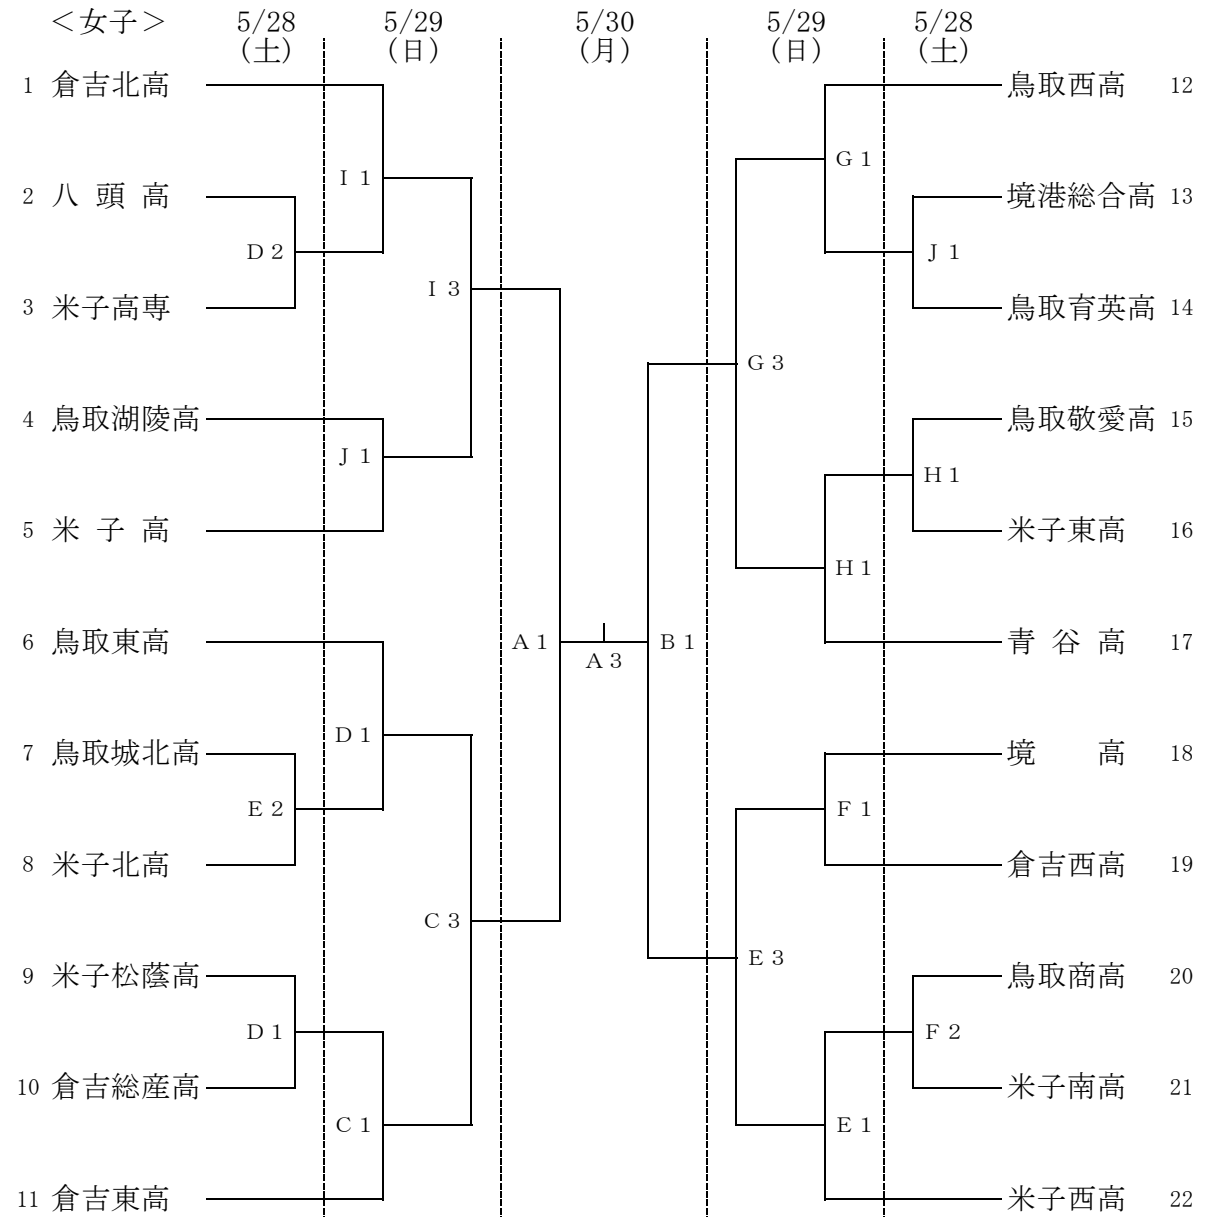 ＜女子＞ 5/28 5/29 5/30 5/29 5/28
（土） （日） （月） （日） （土）
1 倉吉北高 鳥取西高 12
G 1
I 1
2 八 頭 高 境港総合高 13
D 2 J 1
I 3
3 米子高専 鳥取育英高 14
G 3
4 鳥取湖陵高 鳥取敬愛高 15
J 1
H 1
5 米 子 高 米子東高 16
H 1
6 鳥取東高 A 1 B 1 青 谷 高 17
A 3
D 1
7 鳥取城北高 境 高 18
E 2 F 1
8 米子北高 倉吉西高 19
C 3
E 3
9 米子松蔭高 鳥取商高 20
D 1 F 2
10 倉吉総産高 米子南高 21
C 1 E 1
11 倉吉東高 米子西高 22